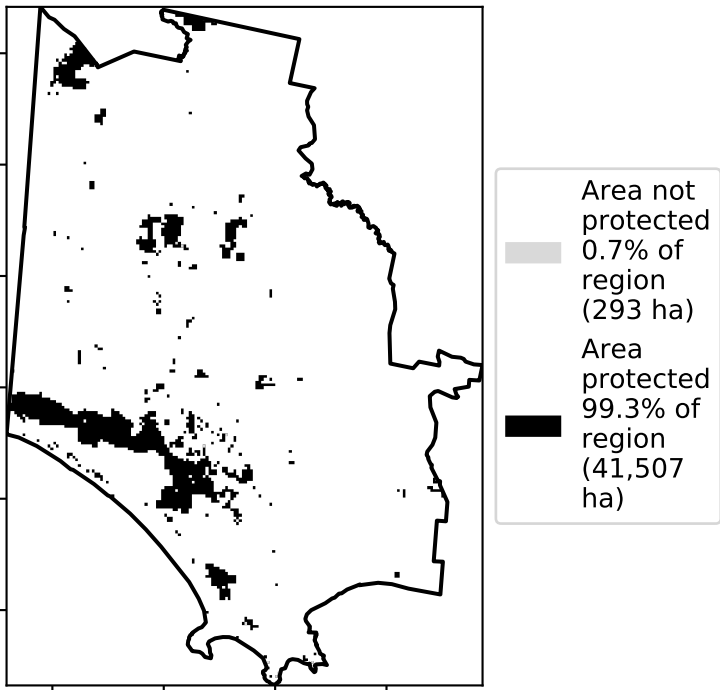 Area not
protected
0.7% of
region
(293 ha)
Area
protected
99.3% of
region
(41,507
ha)